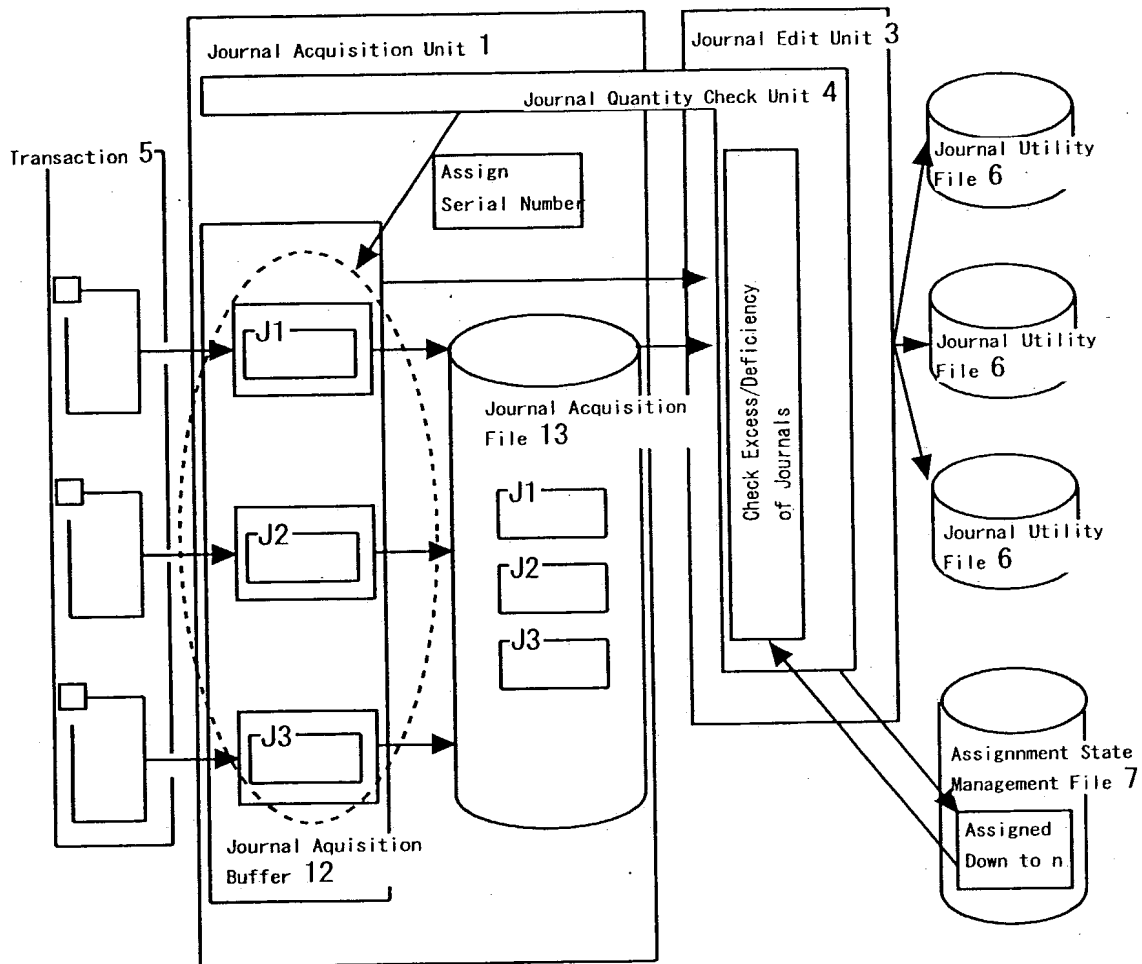 Journal Acquisition Unit 1
Journal Edit Unit 3
Journal Quantity Check Unit 4
Transaction 5
Assign
Serial Number
Journal Utility
File 6
Journal Utility
File 6
Journal Utility
File 6
J1
J2
J3
Journal Acquisition
File 13
J1
J2
J3
Check Excess/Deficiency
of Journals
Journal Aquisition
Buffer 12
Assignnment State
Management File 7
Assigned
Down to n